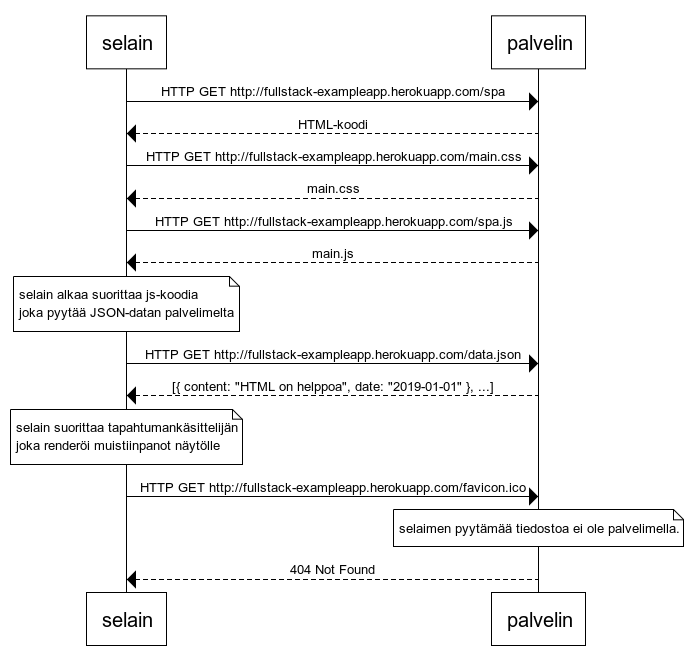 selain
palvelin
HTTP GET http://fullstack-exampleapp.herokuapp.com/spa
HTML-koodi
HTTP GET http://fullstack-exampleapp.herokuapp.com/main.css
main.css
HTTP GET http://fullstack-exampleapp.herokuapp.com/spa.js
main.js
selain alkaa suorittaa js-koodia
joka pyytää JSON-datan palvelimelta
HTTP GET http://fullstack-exampleapp.herokuapp.com/data.json
[{ content: "HTML on helppoa", date: "2019-01-01" }, ...]
selain suorittaa tapahtumankäsittelijän
joka renderöi muistiinpanot näytölle
HTTP GET http://fullstack-exampleapp.herokuapp.com/favicon.ico
selaimen pyytämää tiedostoa ei ole palvelimella.
404 Not Found
selain
palvelin